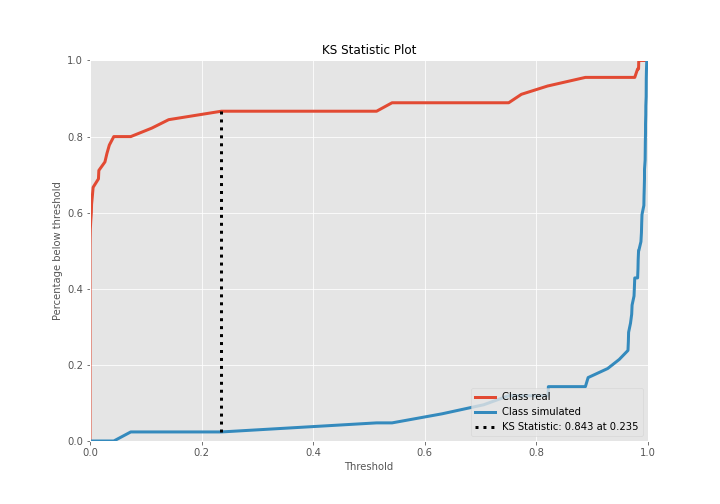 KS Statistic Plot
1.0
0.8
0.6
0.4
0.2
0.0
Percentage below threshold
0.0 0.2 0.4 0.6 0.8 1.0
Threshold
Class real
Class simulated
KS Statistic: 0.843 at 0.235